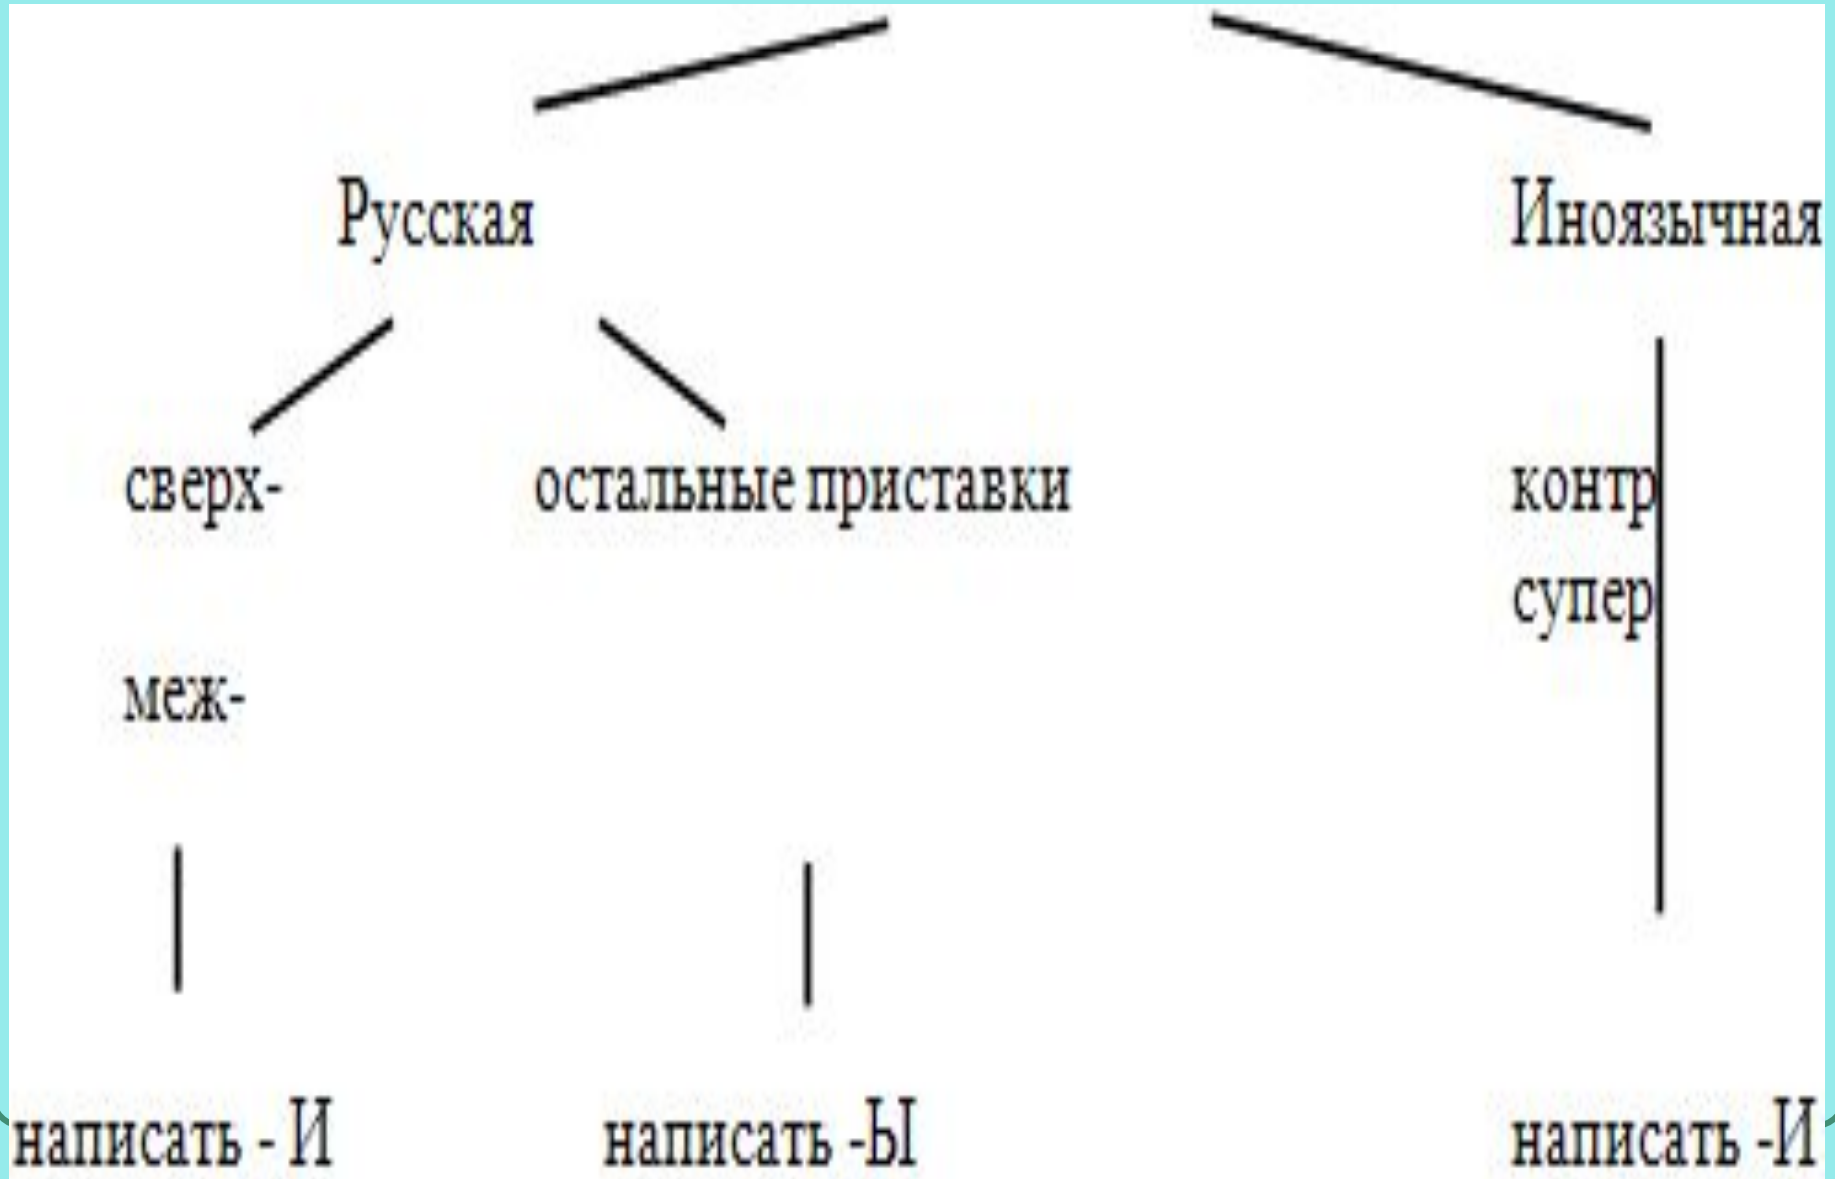 Русская Иноязычная
сверх- остальные приставки контр
супер
меж-
написать - И написать -Ы написать -И